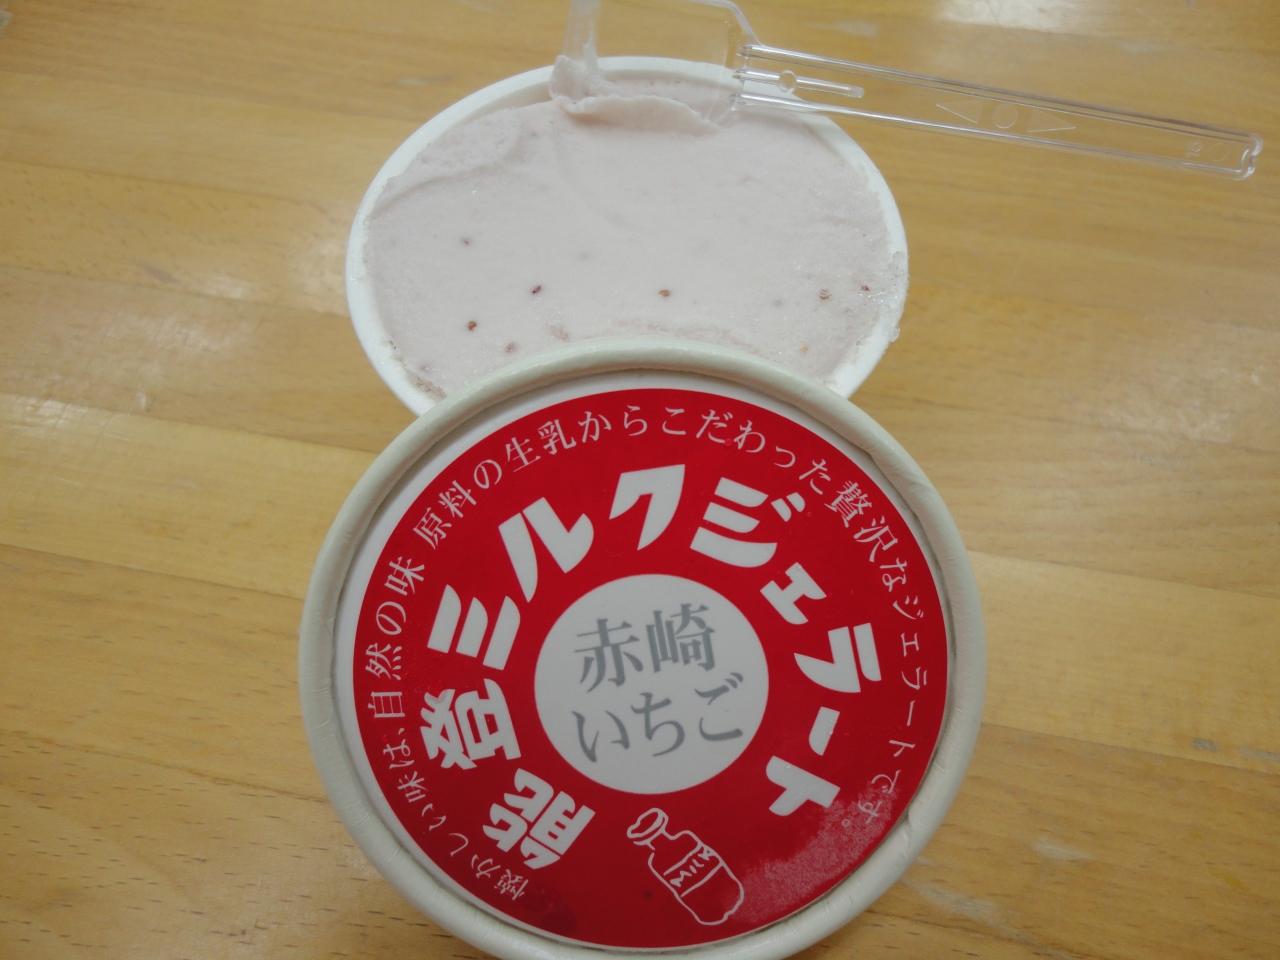 懐かしい味は、自然の味 原料の生乳からこだわった贅沢なジェラートです。
能登ミルクジェラート
赤崎
いちご